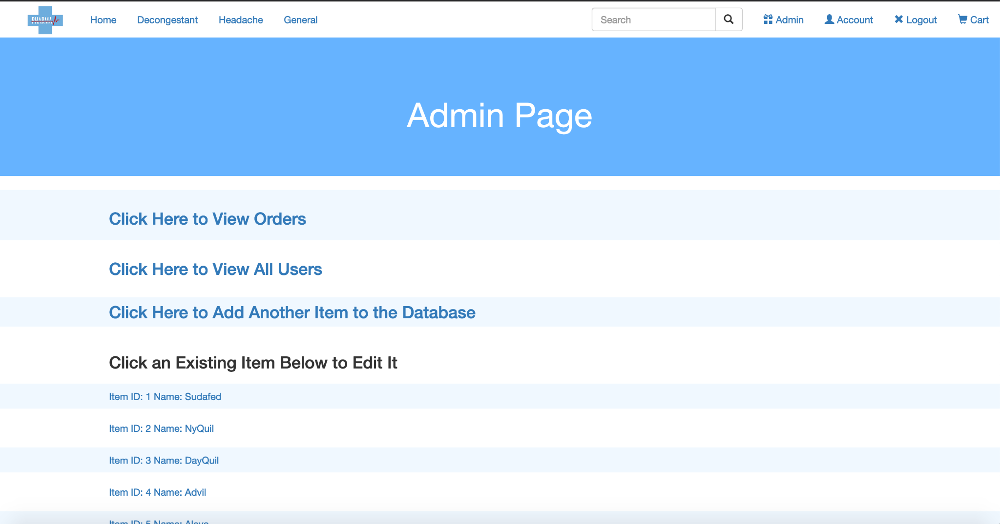 PHARMA
Home Decongestant Headache General Search Admin Account Logout Cart
Admin Page
Click Here to View Orders
Click Here to View All Users
Click Here to Add Another Item to the Database
Click an Existing Item Below to Edit It
Item ID: 1 Name: Sudafed
Item ID: 2 Name: NyQuil
Item ID: 3 Name: DayQuil
Item ID: 4 Name: Advil
Item ID: 5 Name: